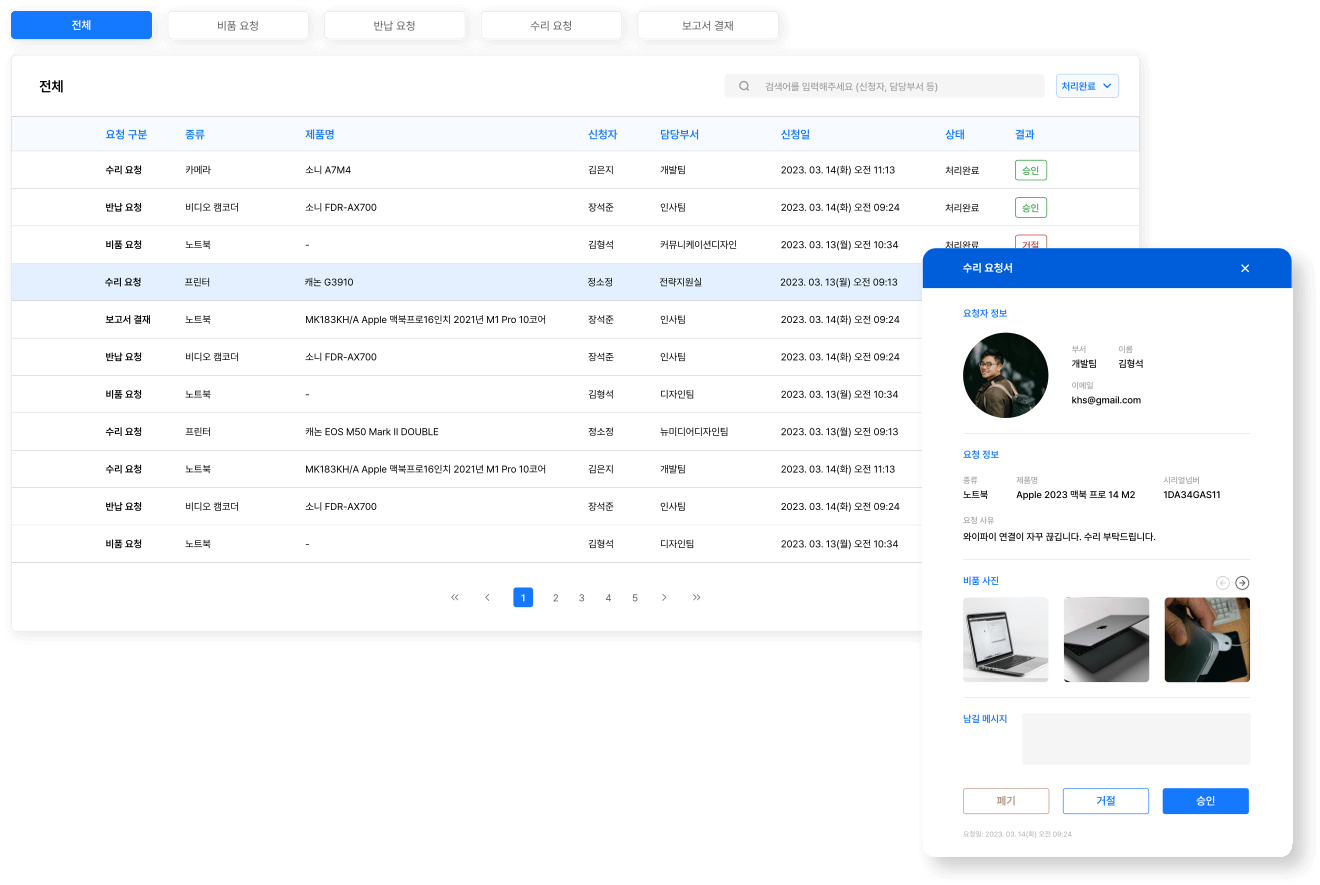 전체 비품 요청 반납 요청 수리 요청 보고서 결재
전체 검색어를 입력해주세요 (신청자, 담당부서 등) 처리완료
요청 구분 종류 제품명 신청자 담당부서 신청일 상태 결과
수리 요청 카메라 소니 A7M4 김은지 개발팀 2023. 03. 14(화) 오전 11:13 처리완료 승인
반납 요청 비디오 캠코더 소니 FDR-AX700 장석준 인사팀 2023. 03. 14(화) 오전 09:24 처리완료 승인
비품 요청 노트북 - 김형석 커뮤니케이션디자인 2023. 03. 13(월) 오전 10:34 처리완료 거절
수리 요청 프린터 캐논 G3910 정소정 전략지원실 2023. 03. 13(월) 오전 09:13
보고서 결재 노트북 MK183KH/A Apple 맥북프로16인치 2021년 M1 Pro 10코어 장석준 인사팀 2023. 03. 14(화) 오전 09:24
반납 요청 비디오 캠코더 소니 FDR-AX700 장석준 인사팀 2023. 03. 14(화) 오전 09:24
비품 요청 노트북 - 김형석 디자인팀 2023. 03. 13(월) 오전 10:34
수리 요청 프린터 캐논 EOS M50 Mark II DOUBLE 정소정 뉴미디어디자인팀 2023. 03. 13(월) 오전 09:13
수리 요청 노트북 MK183KH/A Apple 맥북프로16인치 2021년 M1 Pro 10코어 김은지 개발팀 2023. 03. 14(화) 오전 11:13
반납 요청 비디오 캠코더 소니 FDR-AX700 장석준 인사팀 2023. 03. 14(화) 오전 09:24
비품 요청 노트북 - 김형석 디자인팀 2023. 03. 13(월) 오전 10:34
1 2 3 4 5
수리 요청서
요청자 정보
부서 이름
개발팀 김형석
이메일
khs@gmail.com
요청 정보
종류 제품명 시리얼넘버
노트북 Apple 2023 맥북 프로 14 M2 1DA34GAS11
요청 사유
와이파이 연결이 자꾸 끊깁니다. 수리 부탁드립니다.
비품 사진
남길 메시지
폐기 거절 승인
요청일: 2023. 03. 14(화) 오전 09:24